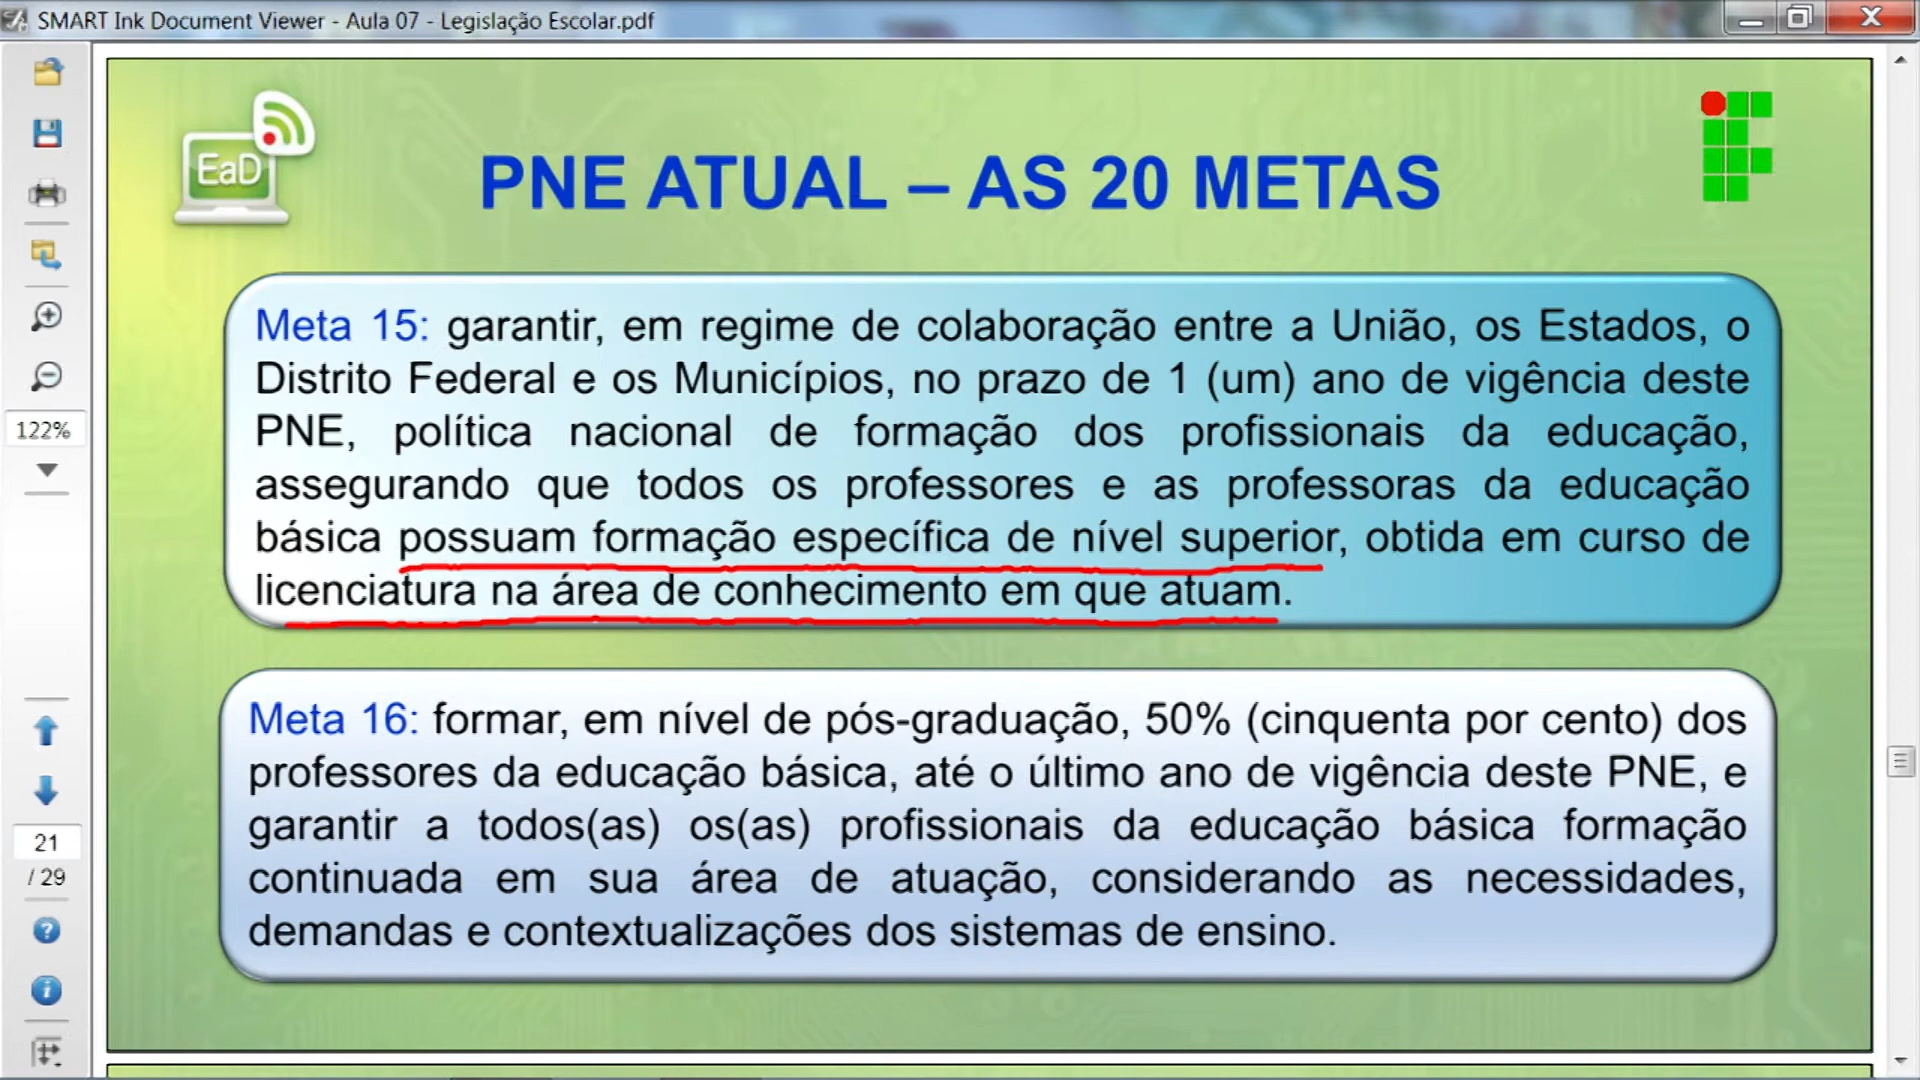 SMART Ink Document Viewer - Aula 07 - Legislação Escolar.pdf
EaD
PNE ATUAL – AS 20 METAS
Meta 15: garantir, em regime de colaboração entre a União, os Estados, o
Distrito Federal e os Municípios, no prazo de 1 (um) ano de vigência deste
PNE, política nacional de formação dos profissionais da educação,
assegurando que todos os professores e as professoras da educação
básica possuam formação específica de nível superior, obtida em curso de
licenciatura na área de conhecimento em que atuam.
Meta 16: formar, em nível de pós-graduação, 50% (cinquenta por cento) dos
professores da educação básica, até o último ano de vigência deste PNE, e
garantir a todos(as) os(as) profissionais da educação básica formação
continuada em sua área de atuação, considerando as necessidades,
demandas e contextualizações dos sistemas de ensino.
122%
21
/ 29